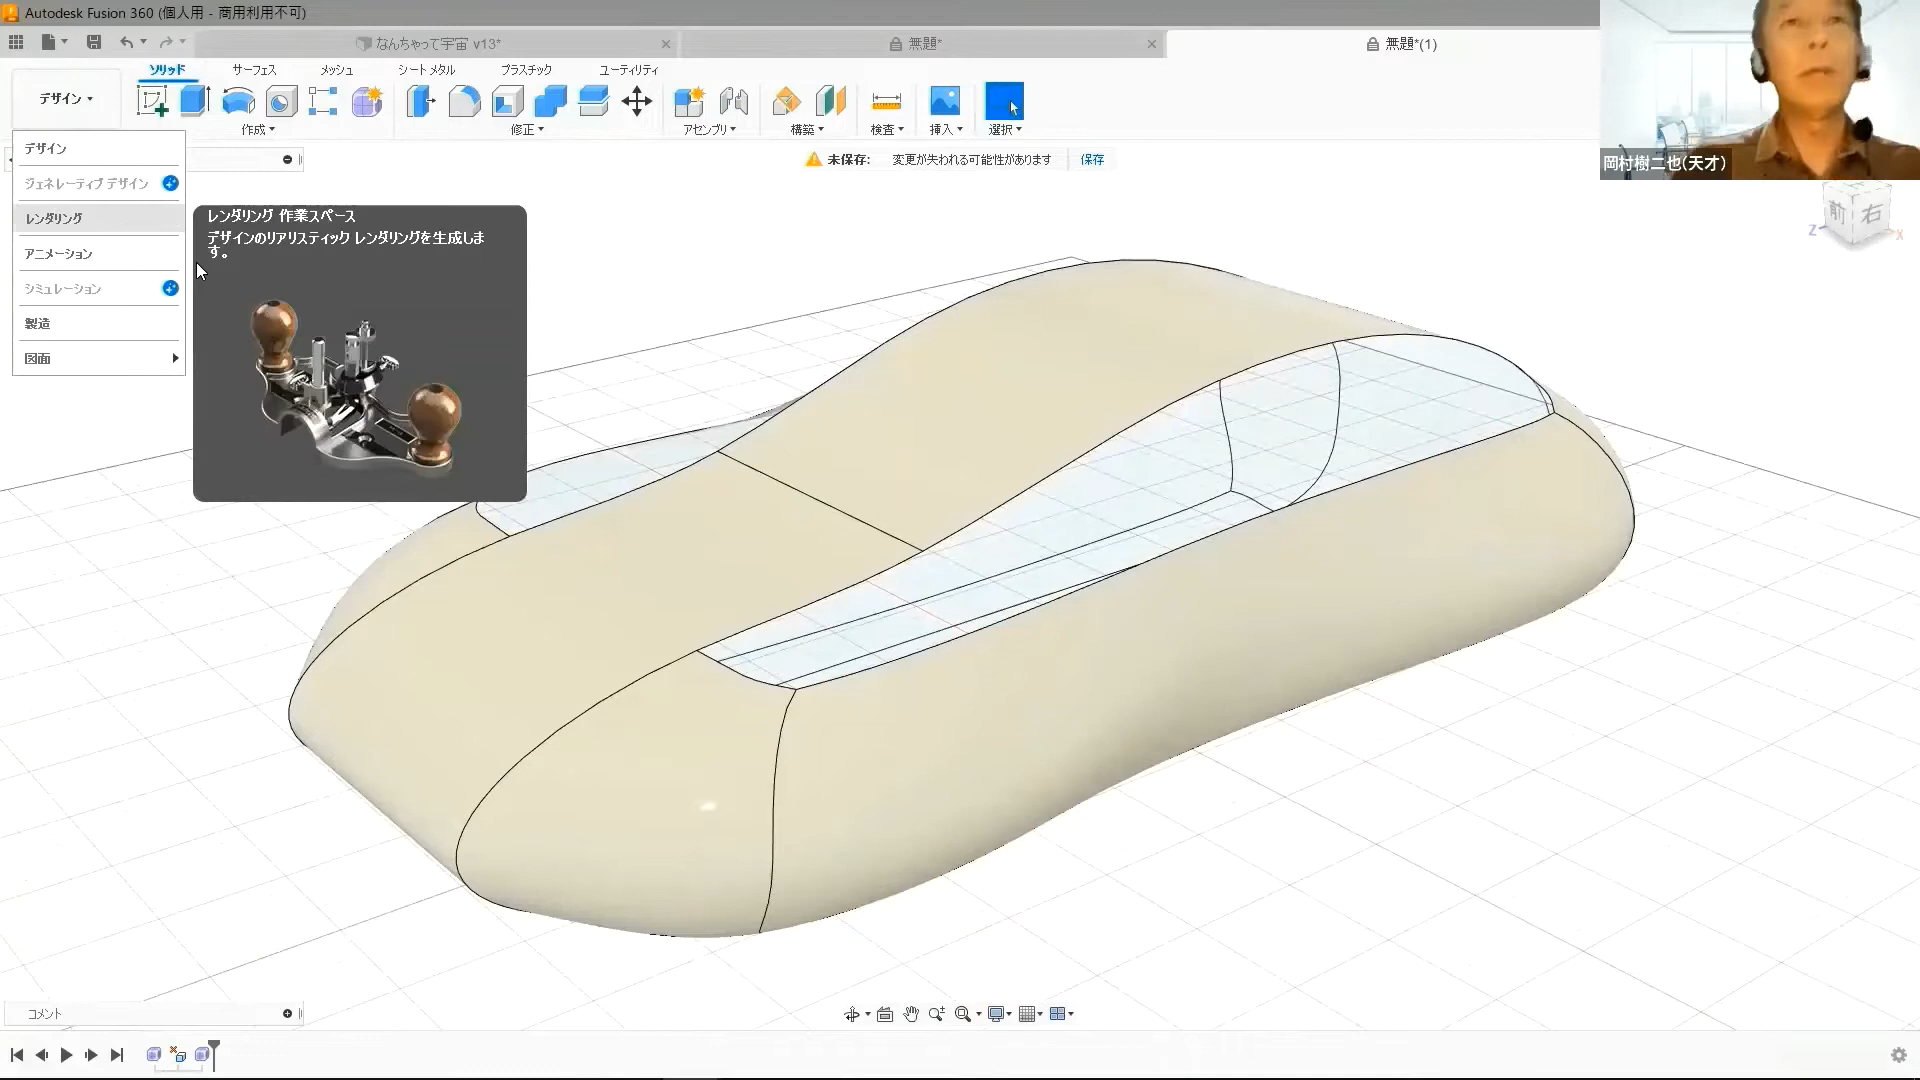 Autodesk Fusion 360 (個人用 - 商用利用不可)
なんちゃって宇宙 v13*
無題*
無題*(1)
ソリッド
サーフェス
メッシュ
シート メタル
プラスチック
ユーティリティ
デザイン
作成
修正
アセンブリ
構築
検査
挿入
選択
岡村樹二也(天才)
未保存:
変更が失われる可能性があります
保存
デザイン
ジェネレーティブ デザイン
レンダリング
アニメーション
シミュレーション
製造
図面
レンダリング 作業スペース
デザインのリアリスティック レンダリングを生成しま
す。
前
右
Z
X
コメント